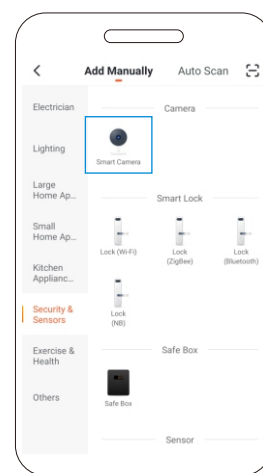 Add Manually Auto Scan
Electrician
Lighting
Large
Home Ap...
Small
Home Ap...
Kitchen
Applianc...
Security &
Sensors
Exercise &
Health
Others
Camera
Smart Camera
Smart Lock
Lock (Wi-Fi)
Lock
(ZigBee)
Lock
(Bluetooth)
Lock
(NB)
Safe Box
Safe Box
Sensor